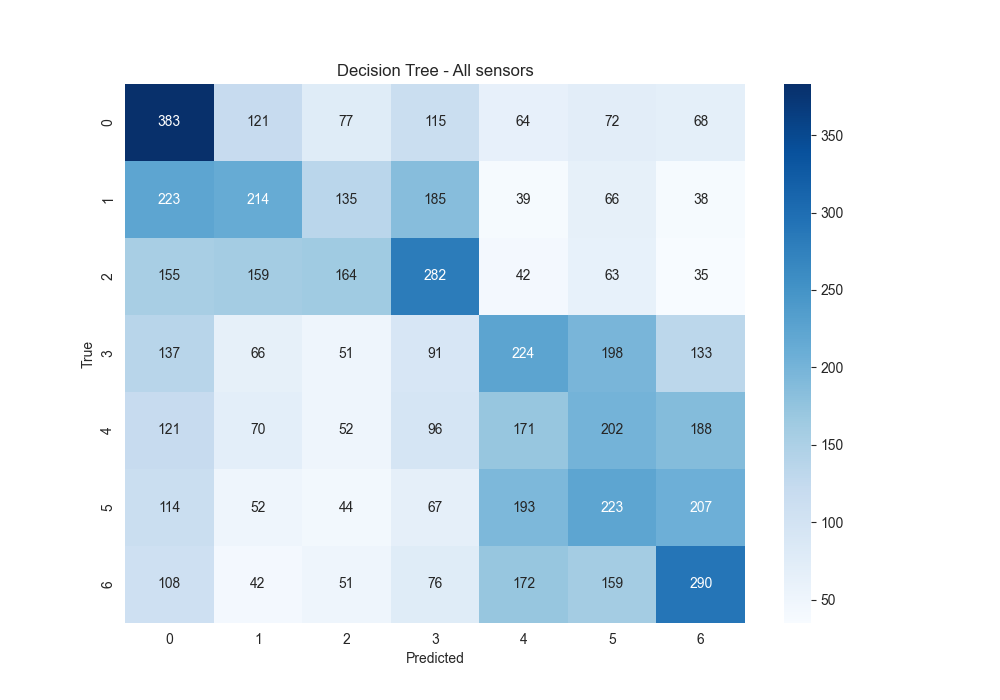 Decision Tree - All sensors
0 383 121 77 115 64 72 68
1 223 214 135 185 39 66 38
2 155 159 164 282 42 63 35
3 137 66 51 91 224 198 133
4 121 70 52 96 171 202 188
5 114 52 44 67 193 223 207
6 108 42 51 76 172 159 290
0 1 2 3 4 5 6
Predicted
True
350
300
250
200
150
100
50